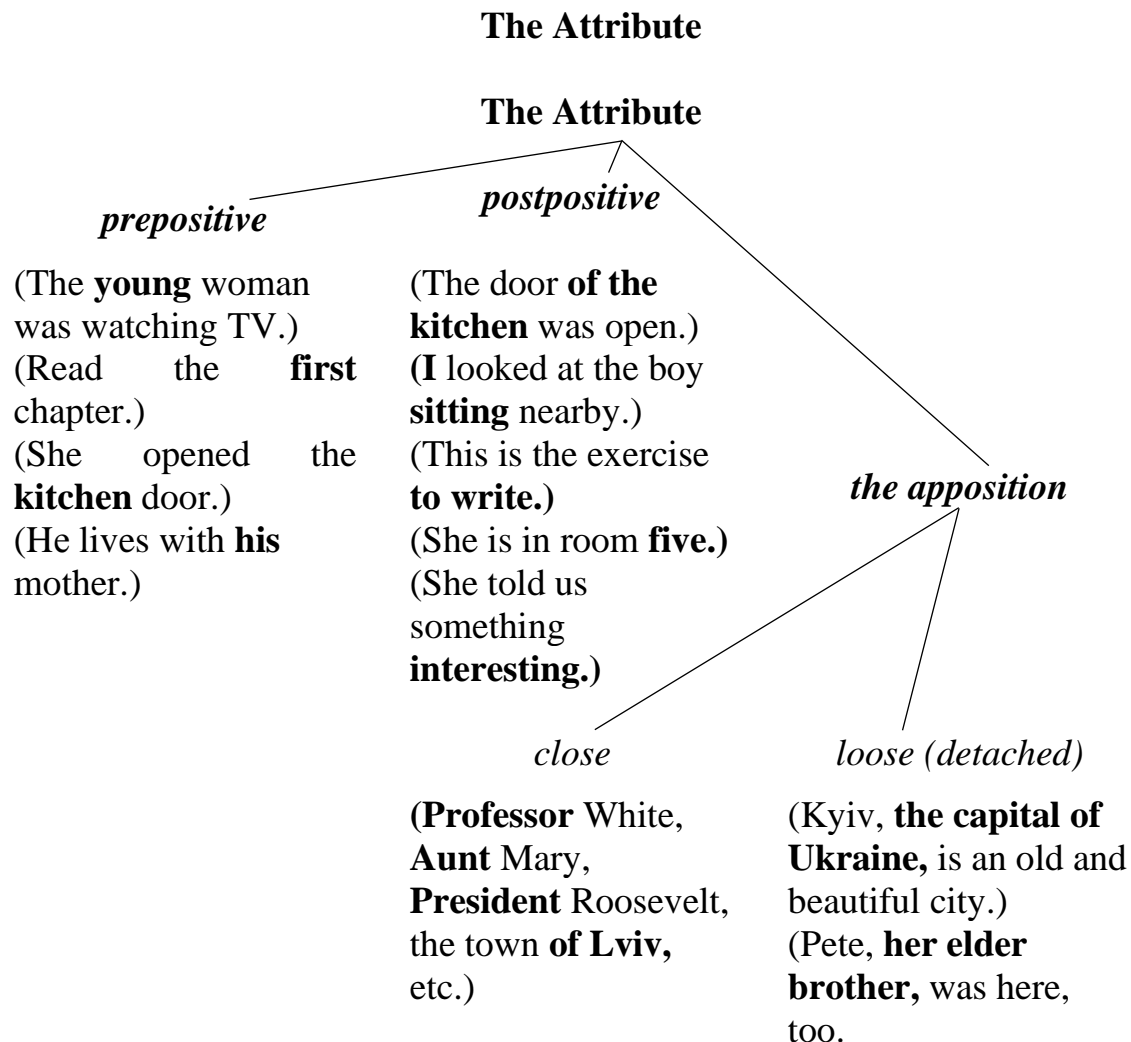 The Attribute
The Attribute
prepositive
postpositive
(The young woman
was watching TV.)
(Read the first
chapter.)
(She opened the
kitchen door.)
(He lives with his
mother.)
(The door of the
kitchen was open.)
(I looked at the boy
sitting nearby.)
(This is the exercise
to write.)
(She is in room five.)
(She told us
something
interesting.)
the apposition
close
loose (detached)
(Professor White,
Aunt Mary,
President Roosevelt,
the town of Lviv,
etc.)
(Kyiv, the capital of
Ukraine, is an old and
beautiful city.)
(Pete, her elder
brother, was here,
too.